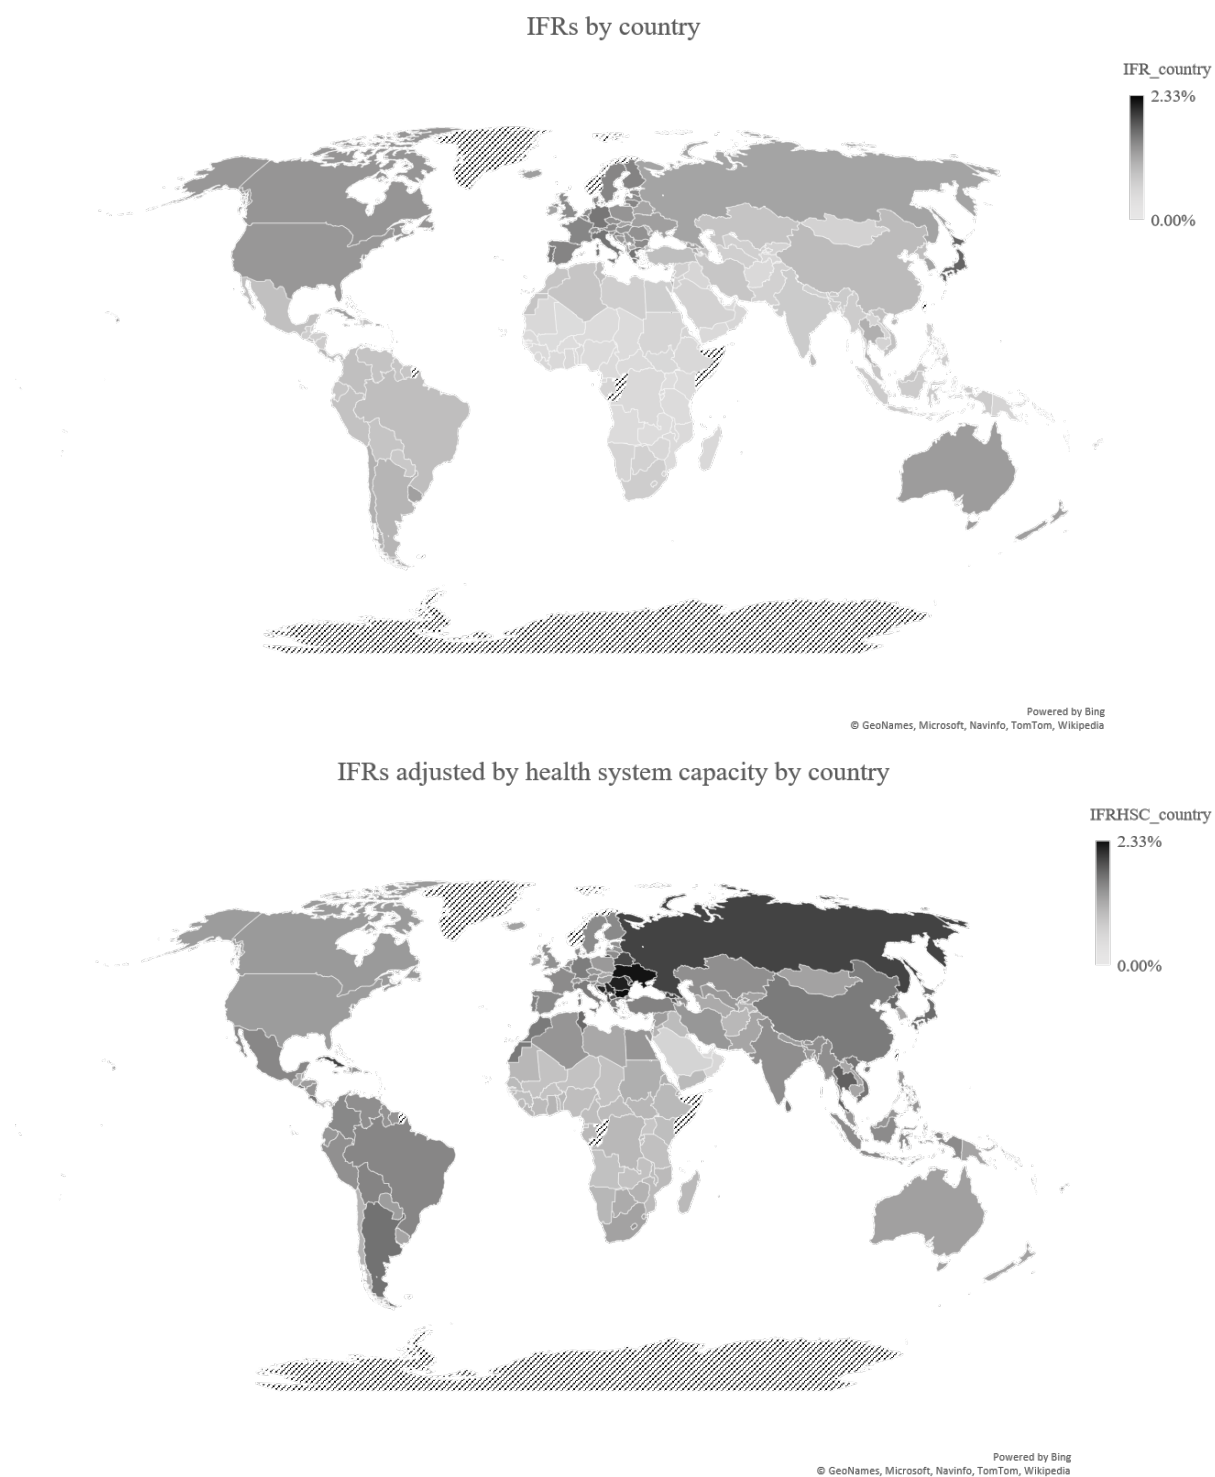 IFRs by country
IFR_country
2.33%
0.00%
Powered by Bing
© GeoNames, Microsoft, Navinfo, TomTom, Wikipedia
IFRs adjusted by health system capacity by country
IFRHSC_country
2.33%
0.00%
Powered by Bing
© GeoNames, Microsoft, Navinfo, TomTom, Wikipedia